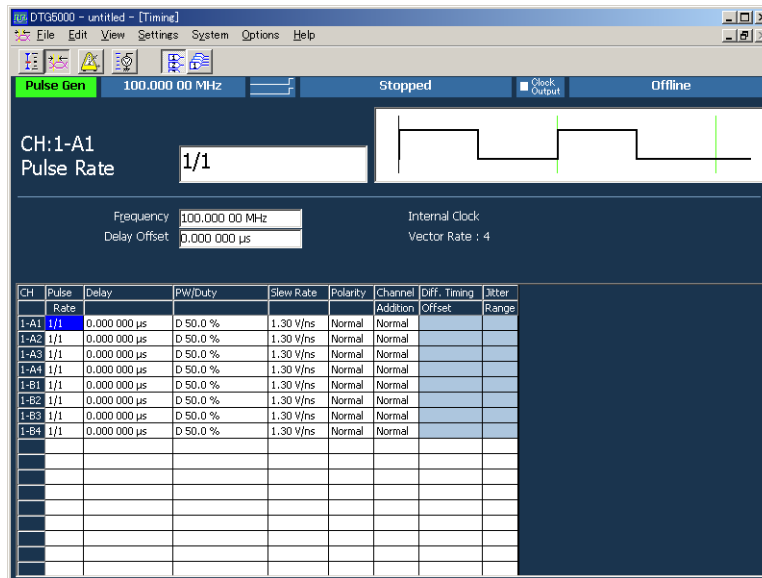 DTG5000 - untitled - [Timing]
File Edit View Settings System Options Help
Pulse Gen 100.000 00 MHz Stopped Clock Output Offline
CH:1-A1
Pulse Rate 1/1
Frequency 100.000 00 MHz Internal Clock
Delay Offset 0.000 000 µs Vector Rate : 4
CH Pulse Delay PW/Duty Slew Rate Polarity Channel Diff. Timing Jitter
Rate Addition Offset Range
1-A1 1/1 0.000 000 µs D 50.0 % 1.30 V/ns Normal Normal
1-A2 1/1 0.000 000 µs D 50.0 % 1.30 V/ns Normal Normal
1-A3 1/1 0.000 000 µs D 50.0 % 1.30 V/ns Normal Normal
1-A4 1/1 0.000 000 µs D 50.0 % 1.30 V/ns Normal Normal
1-B1 1/1 0.000 000 µs D 50.0 % 1.30 V/ns Normal Normal
1-B2 1/1 0.000 000 µs D 50.0 % 1.30 V/ns Normal Normal
1-B3 1/1 0.000 000 µs D 50.0 % 1.30 V/ns Normal Normal
1-B4 1/1 0.000 000 µs D 50.0 % 1.30 V/ns Normal Normal